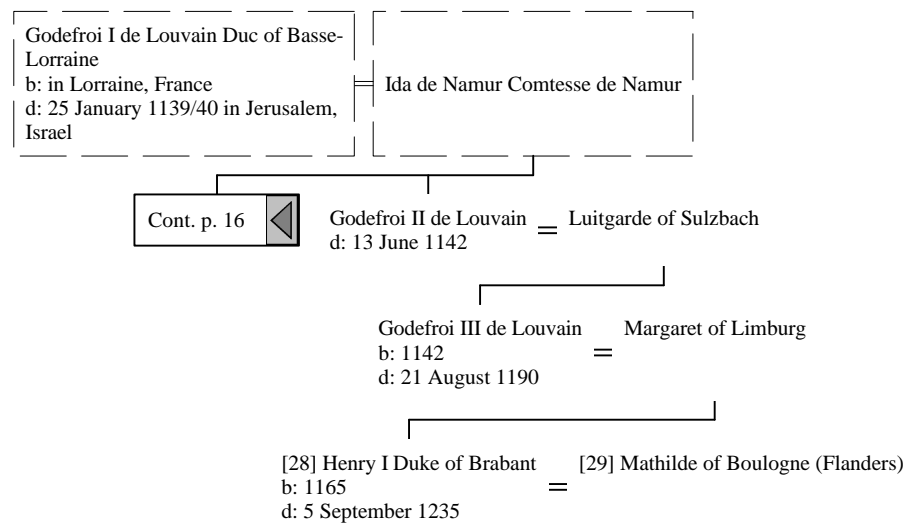 Godefroi I de Louvain Duc of Basse-
Lorraine
b: in Lorraine, France
d: 25 January 1139/40 in Jerusalem,
Israel
= Ida de Namur Comtesse de Namur
Cont. p. 16
Godefroi II de Louvain
d: 13 June 1142
= Luitgarde of Sulzbach
Godefroi III de Louvain
b: 1142
d: 21 August 1190
= Margaret of Limburg
[28] Henry I Duke of Brabant
b: 1165
d: 5 September 1235
= [29] Mathilde of Boulogne (Flanders)